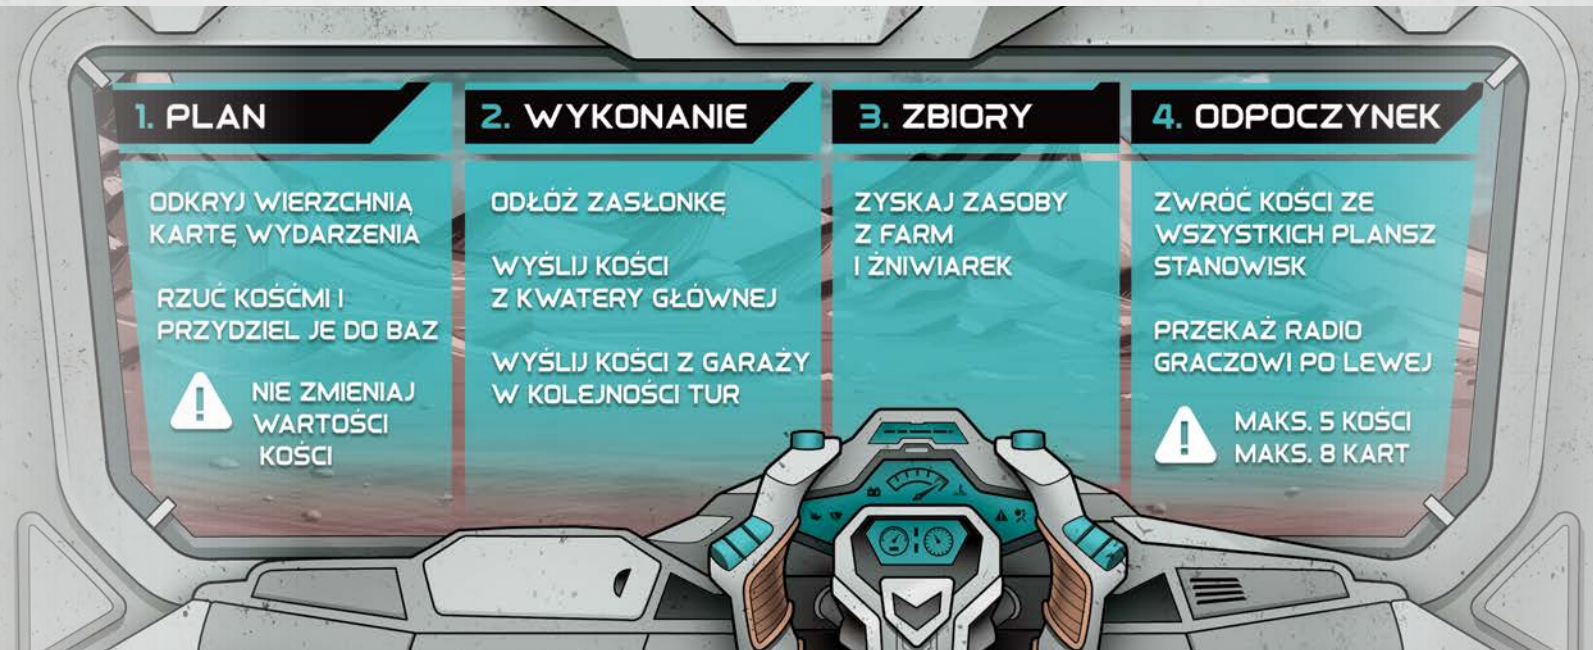 1. PLAN
ODKRYJ WIERZCHNIĄ
KARTĘ WYDARZENIA
RZUĆ KOŚĆMI I
PRZYDZIEL JE DO BAZ
! NIE ZMIENIAJ
WARTOŚCI
KOŚCI
2. WYKONANIE
ODŁÓŻ ZASŁONKĘ
WYŚLIJ KOŚCI
Z KWATERY GŁÓWNEJ
WYŚLIJ KOŚCI Z GARAŻY
W KOLEJNOŚCI TUR
3. ZBIORY
ZYSKAJ ZASOBY
Z FARM
I ŻNIWIAREK
4. ODPOCZYNEK
ZWRÓĆ KOŚCI ZE
WSZYSTKICH PLANSZ
STANOWISK
PRZEKAŻ RADIO
GRACZOWI PO LEWEJ
! MAKS. 5 KOŚCI
MAKS. 8 KART